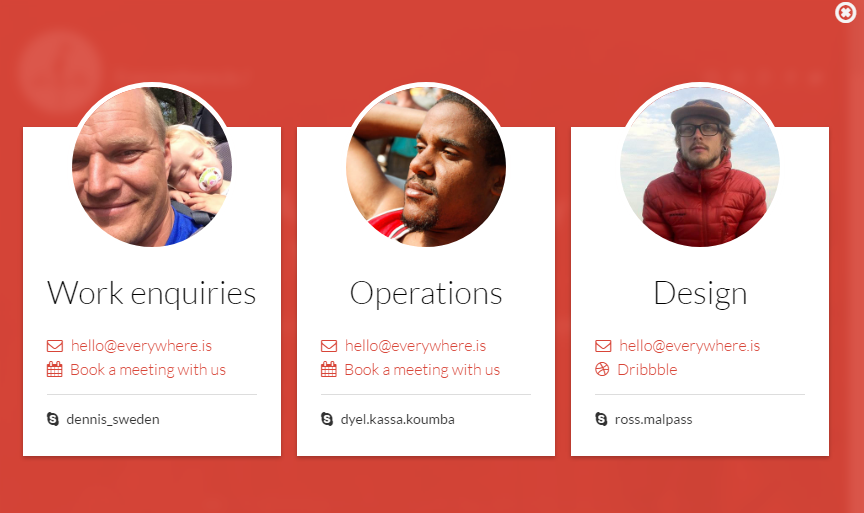 Work enquiries
hello@everywhere.is
Book a meeting with us
dennis_sweden
Operations
hello@everywhere.is
Book a meeting with us
dyel.kassa.koumba
Design
hello@everywhere.is
Dribbble
ross.malpass